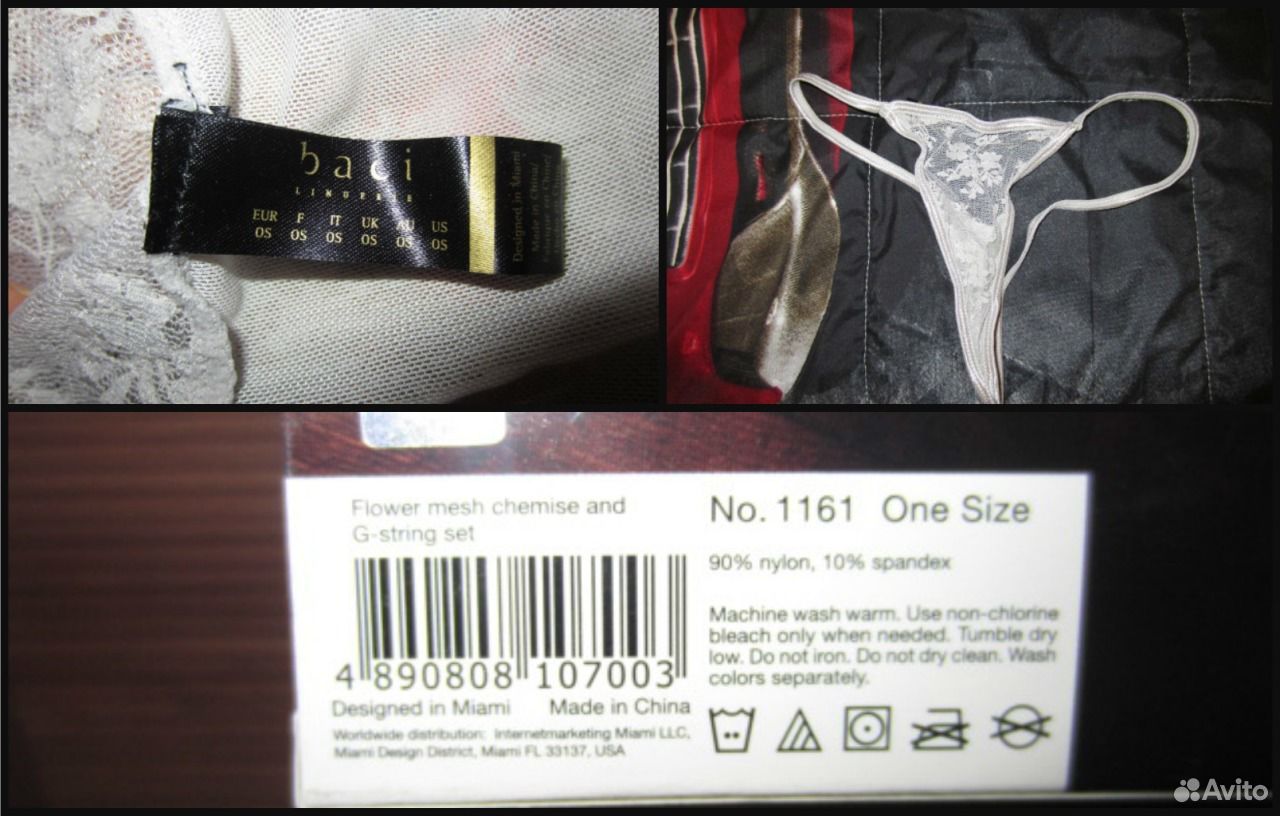 baci
LINGERIE
EUR F IT UK AU US
OS OS OS OS OS OS
Designed in Miami
Made in China/
Flower mesh chemise and
G-string set
No. 1161 One Size
90% nylon, 10% spandex
Machine wash warm. Use non-chlorine
bleach only when needed. Tumble dry
low. Do not iron. Do not dry clean. Wash
colors separately.
4 890808 107003
Designed in Miami Made in China
Worldwide distribution: Internetmarketing Miami LLC,
Miami Design District, Miami FL 33137, USA
Avito